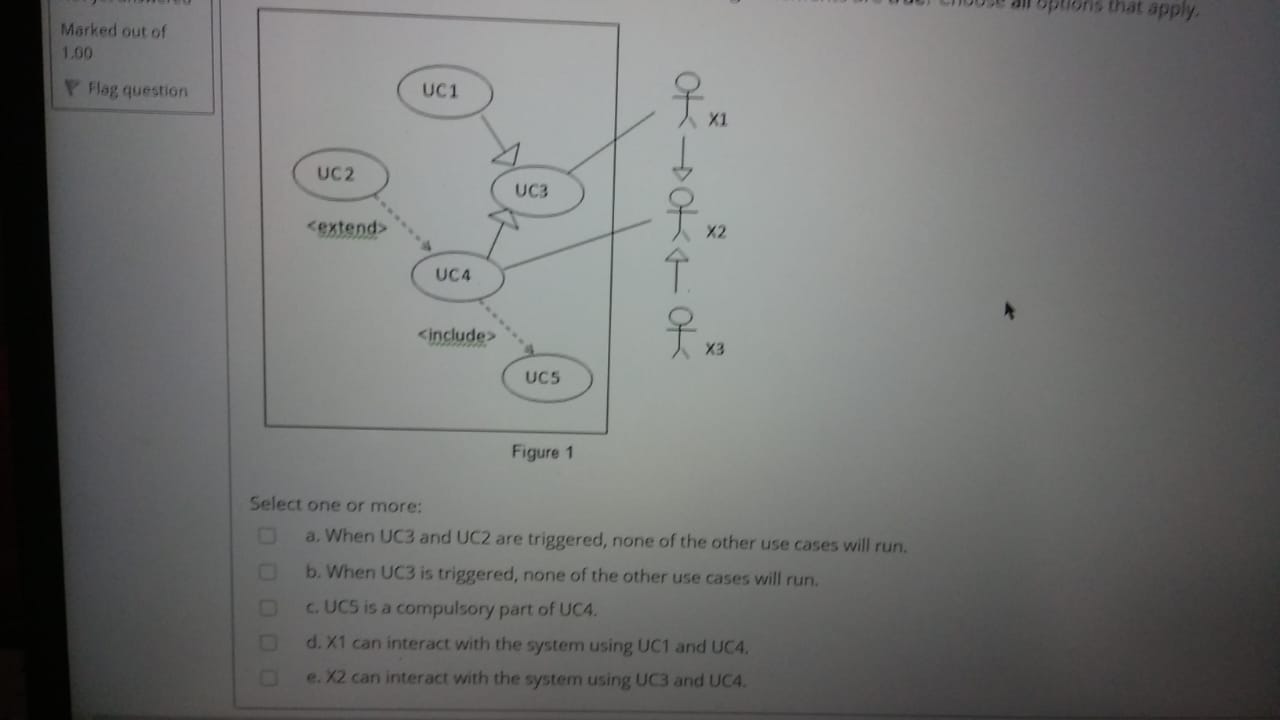 Marked out of
1.00
Flag question
all options that apply.
UC1
X1
UC2
UC3
<extend>
X2
UC4
<include>
X3
UC5
Figure 1
Select one or more:
a. When UC3 and UC2 are triggered, none of the other use cases will run.
b. When UC3 is triggered, none of the other use cases will run.
c. UC5 is a compulsory part of UC4.
d. X1 can interact with the system using UC1 and UC4.
e. X2 can interact with the system using UC3 and UC4.